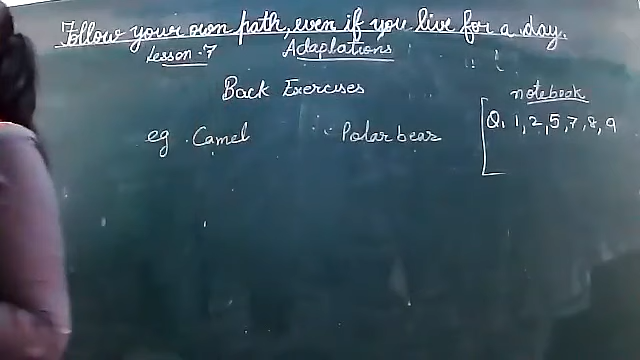 Follow your own path, even if you live for a day.
Lesson-7 Adaptations
Back Exercises
notebook
eg. Camel Polar bear
Q. 1, 2, 5, 7, 8, 9